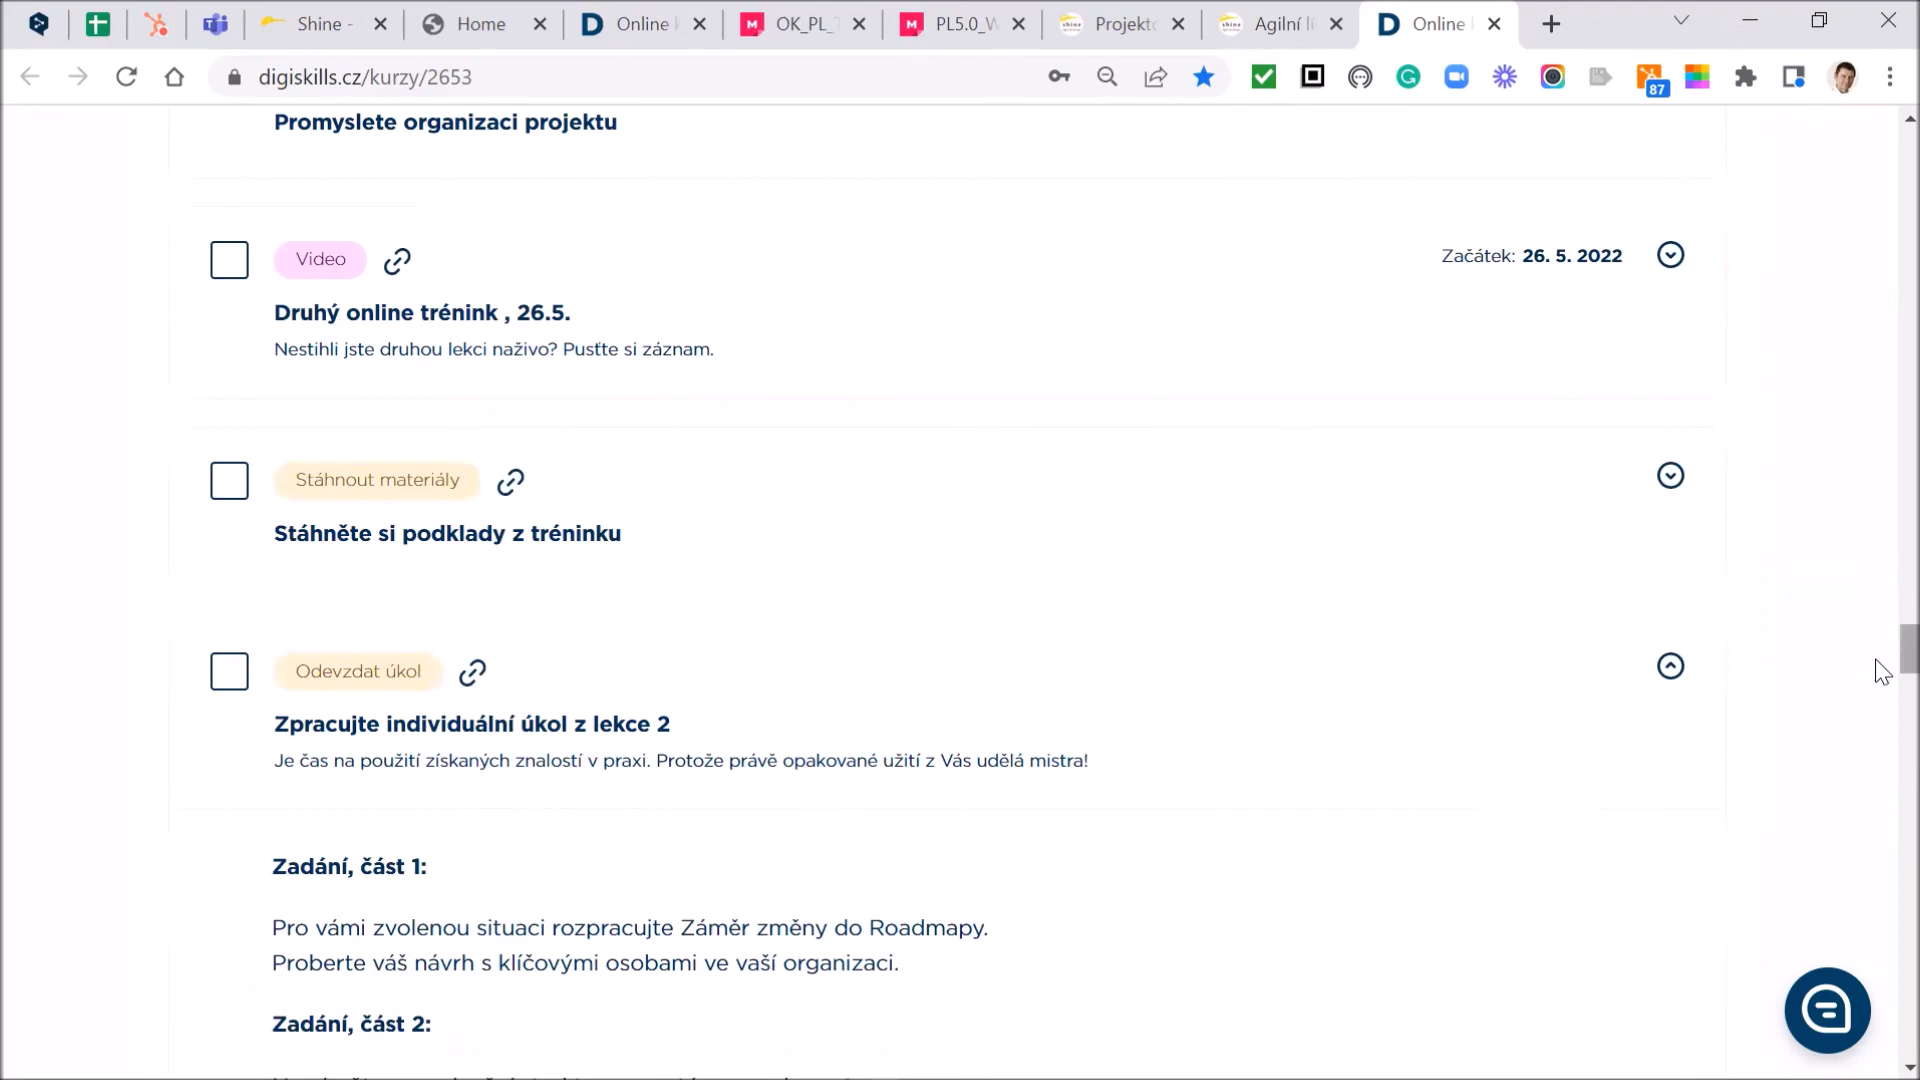 Shine -
Home
Online
OK_PL_
PL5.0_W
Projekto
Agilní lí
Online
digiskills.cz/kurzy/2653
87
Promyslete organizaci projektu
Video
Začátek: 26. 5. 2022
Druhý online trénink , 26.5.
Nestihli jste druhou lekci naživo? Pusťte si záznam.
Stáhnout materiály
Stáhněte si podklady z tréninku
Odevzdat úkol
Zpracujte individuální úkol z lekce 2
Je čas na použití získaných znalostí v praxi. Protože právě opakované užití z Vás udělá mistra!
Zadání, část 1:
Pro vámi zvolenou situaci rozpracujte Záměr změny do Roadmapy.
Proberte váš návrh s klíčovými osobami ve vaší organizaci.
Zadání, část 2: